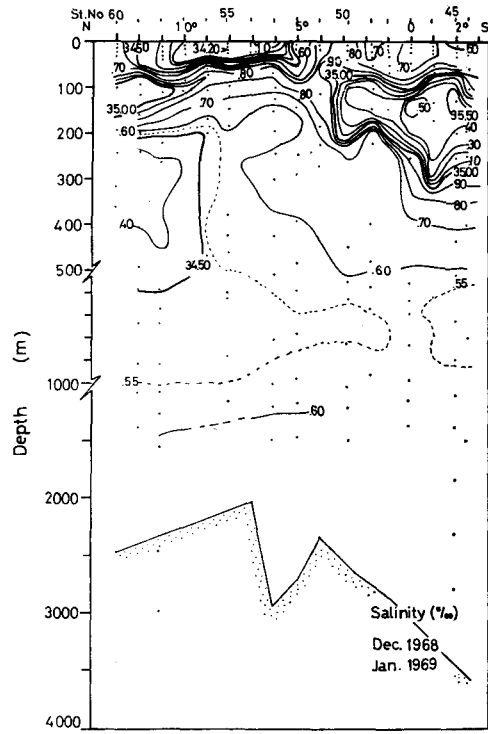 St. No 60 55 50 45
N 10° 5° 0 2° S
0
34.50 34.20 .10 .60 .90 .60 .70 .60
.70 .80 35.00 .70
100
.80 .50 35.50
35.00 .70
200
.60 .40
.30
.10
300
35.00
.90
.80
400
.40 .70
34.50
500
.60 .55
1000
.55
.60
Depth (m)
2000
3000
4000
Salinity (‰)
Dec. 1968
Jan. 1969